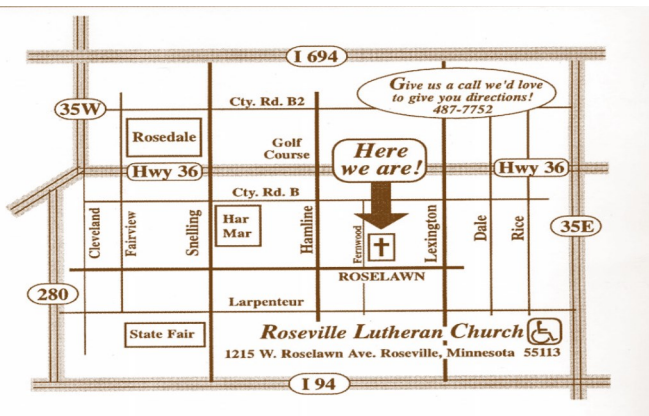 I 694
Give us a call we'd love
to give you directions!
487-7752
35W
Cty. Rd. B2
Rosedale
Golf
Course
Here
we are!
Hwy 36
Hwy 36
Cty. Rd. B
Cleveland
Fairview
Snelling
Har
Mar
Hamline
Fernwood
Lexington
Dale
Rice
35E
ROSELAWN
280
Larpenteur
State Fair
Roseville Lutheran Church
1215 W. Roselawn Ave. Roseville, Minnesota 55113
I 94